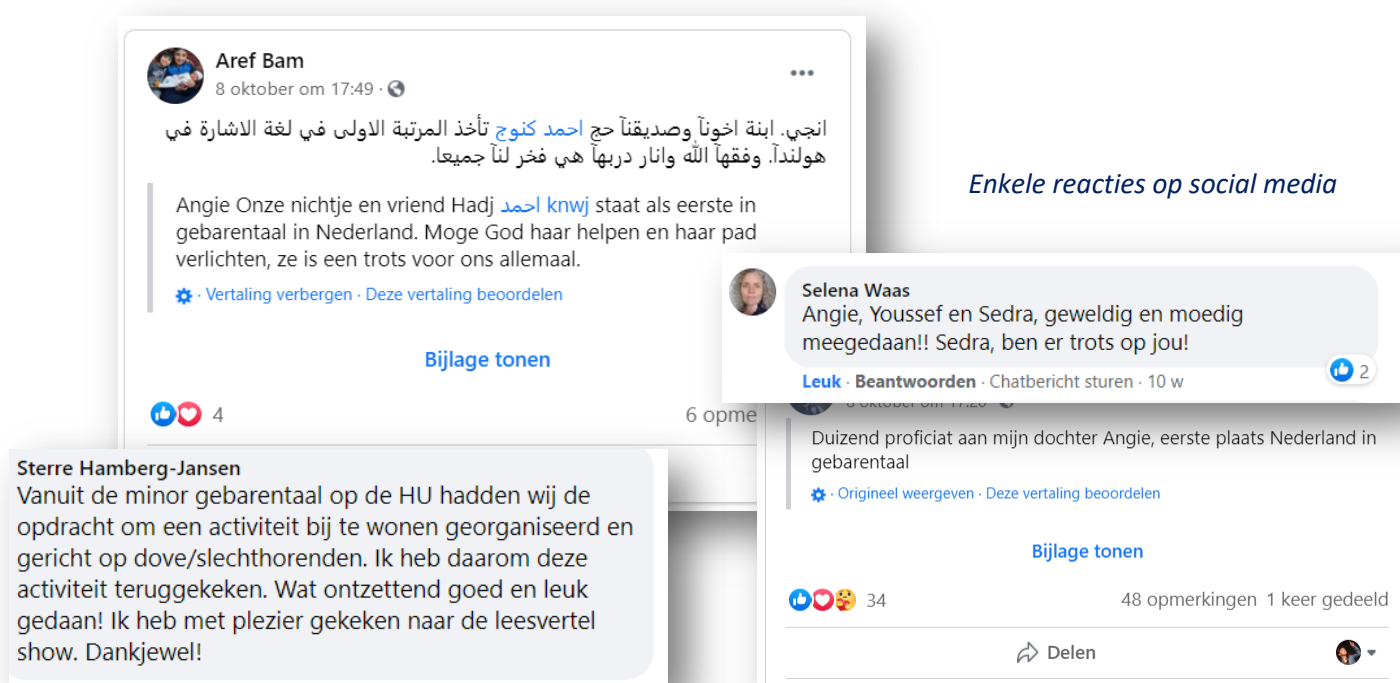 Aref Bam
8 oktober om 17:49 ·
انجي. ابنة اخونآ وصديقنآ حج احمد كنوج تأخذ المرتبة الاولى في لغة الاشارة في
هولندآ. وفقهآ الله وانار دربهآ هي فخر لنآ جميعا.
Angie Onze nichtje en vriend Hadj احمد knwj staat als eerste in
gebarentaal in Nederland. Moge God haar helpen en haar pad
verlichten, ze is een trots voor ons allemaal.
· Vertaling verbergen · Deze vertaling beoordelen
Bijlage tonen
4
6 opme
Enkele reacties op social media
Selena Waas
Angie, Youssef en Sedra, geweldig en moedig
meegedaan!! Sedra, ben er trots op jou!
Leuk · Beantwoorden · Chatbericht sturen · 10 w
2
Sterre Hamberg-Jansen
Vanuit de minor gebarentaal op de HU hadden wij de
opdracht om een activiteit bij te wonen georganiseerd en
gericht op dove/slechthorenden. Ik heb daarom deze
activiteit teruggekeken. Wat ontzettend goed en leuk
gedaan! Ik heb met plezier gekeken naar de leesvertel
show. Dankjewel!
Duizend proficiat aan mijn dochter Angie, eerste plaats Nederland in
gebarentaal
· Origineel weergeven · Deze vertaling beoordelen
Bijlage tonen
34
48 opmerkingen 1 keer gedeeld
Delen